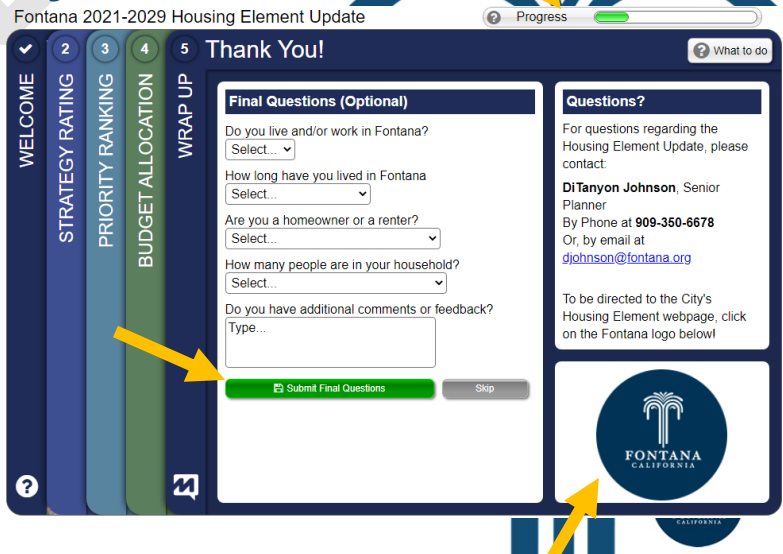 Fontana 2021-2029 Housing Element Update
? Progress
WELCOME
?
2
STRATEGY RATING
3
PRIORITY RANKING
4
BUDGET ALLOCATION
5
WRAP UP
Thank You!
? What to do
Final Questions (Optional)
Do you live and/or work in Fontana?
Select...
How long have you lived in Fontana
Select...
Are you a homeowner or a renter?
Select...
How many people are in your household?
Select...
Do you have additional comments or feedback?
Type...
Submit Final Questions
Skip
Questions?
For questions regarding the
Housing Element Update, please
contact:
DiTanyon Johnson, Senior
Planner
By Phone at 909-350-6678
Or, by email at
djohnson@fontana.org
To be directed to the City's
Housing Element webpage, click
on the Fontana logo below!
FONTANA
CALIFORNIA
CALIFORNIA